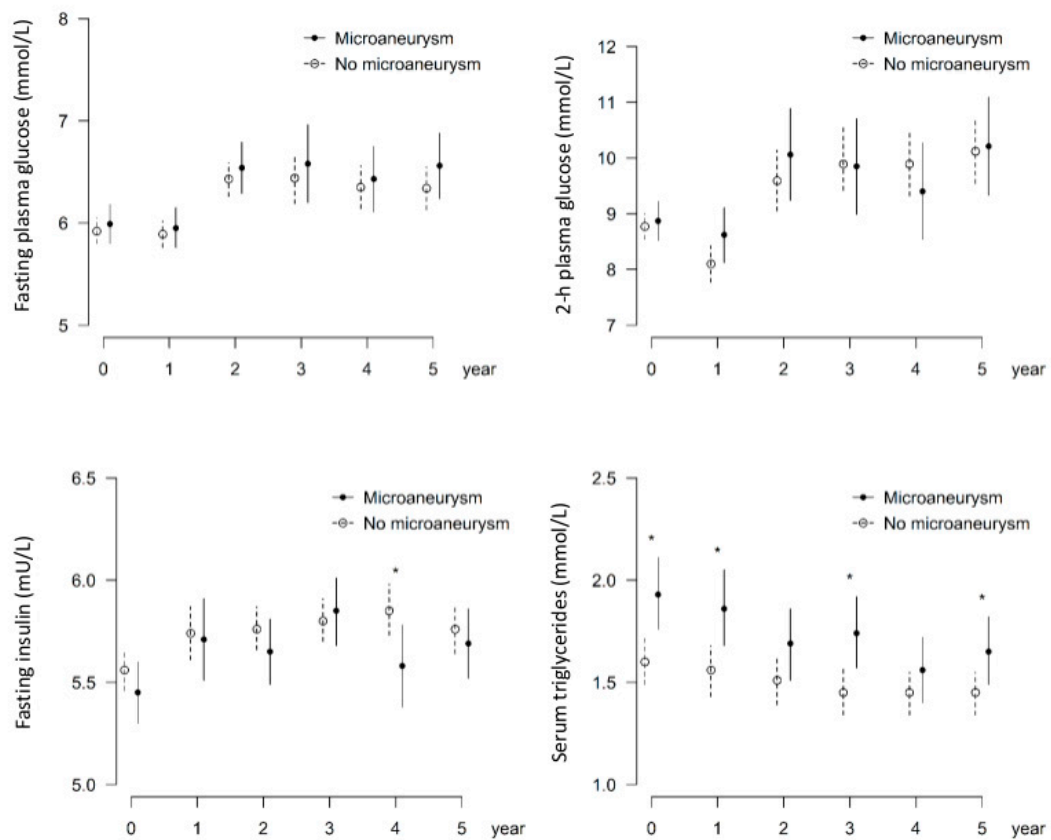 Fasting plasma glucose (mmol/L)
8
7
6
5
Microaneurysm
No microaneurysm
0 1 2 3 4 5 year
2-h plasma glucose (mmol/L)
12
11
10
9
8
7
Microaneurysm
No microaneurysm
0 1 2 3 4 5 year
Fasting insulin (mU/L)
6.5
6.0
5.5
5.0
Microaneurysm
No microaneurysm
*
0 1 2 3 4 5 year
Serum triglycerides (mmol/L)
2.5
2.0
1.5
1.0
Microaneurysm
No microaneurysm
* * * *
0 1 2 3 4 5 year